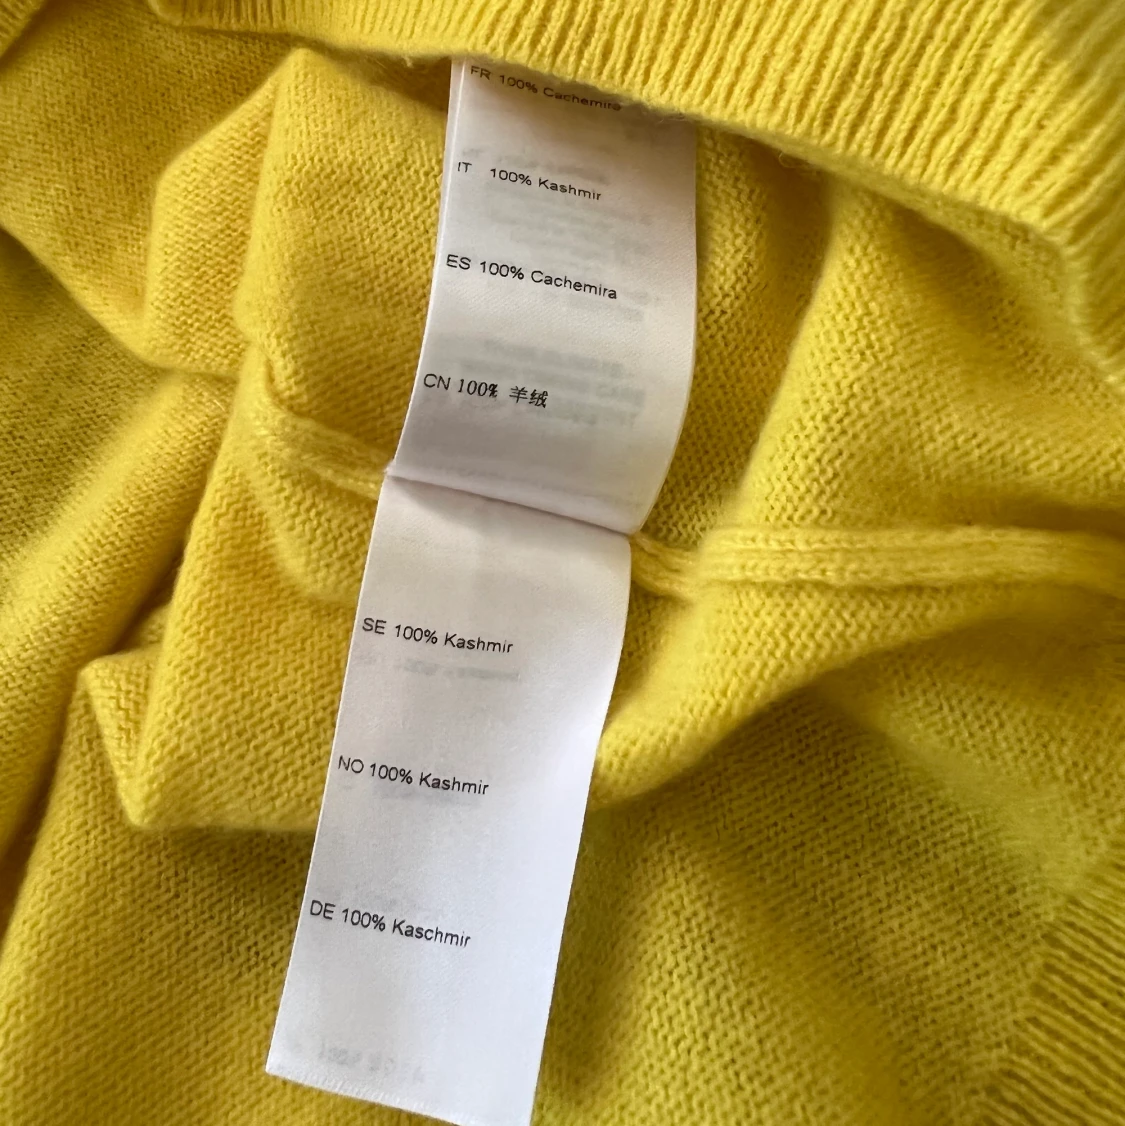 FR 100% Cachemira
IT 100% Kashmir
ES 100% Cachemira
CN 100% 羊绒
SE 100% Kashmir
NO 100% Kashmir
DE 100% Kaschmir